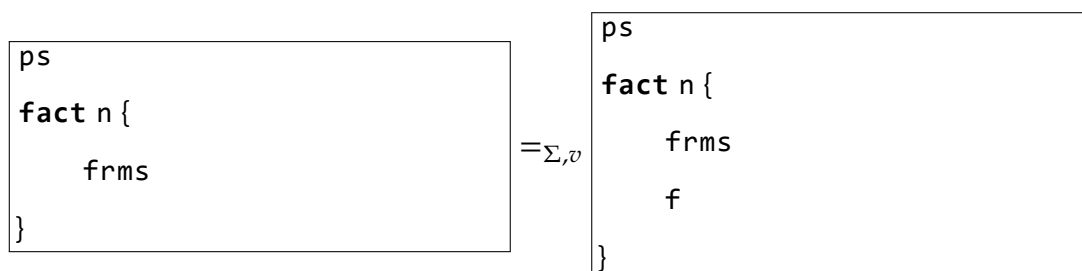 ps
fact n {
frms
}
=Σ,v
ps
fact n {
frms
f
}